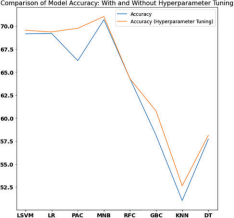 Comparison of Model Accuracy: With and Without Hyperparameter Tuning
Accuracy
Accuracy (Hyperparameter Tuning)
70.0
67.5
65.0
62.5
60.0
57.5
55.0
52.5
LSVM LR PAC MNB RFC GBC KNN DT